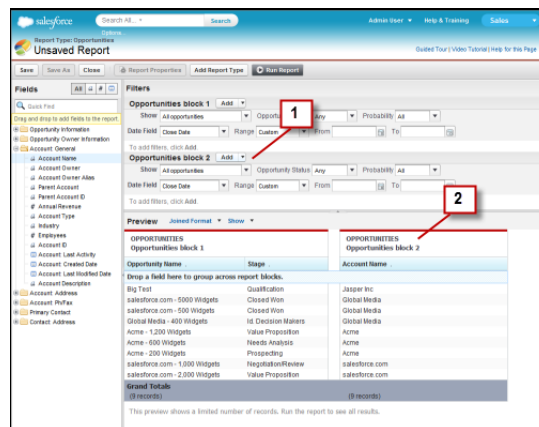 salesforce Search All... Search Admin User Help & Training Sales
Options
Report Type: Opportunities
Unsaved Report Guided Tour | Video Tutorial | Help for this Page
Save Save As Close Report Properties Add Report Type Run Report
Fields All
Quick Find
Drag and drop to add fields to the report.
Opportunity Information
Opportunity Owner Information
Account: General
Account Name
Account Owner
Account Owner Alias
Parent Account
Parent Account ID
Annual Revenue
Account Type
Industry
Employees
Account ID
Account: Last Activity
Account: Created Date
Account: Last Modified Date
Account Description
Account: Address
Account: Ph/Fax
Primary Contact
Contact: Address
Filters
Opportunities block 1 Add
Show All opportunities Opportu Any Probability All
Date Field Close Date Range Custom From To
To add filters, click Add.
Opportunities block 2 Add
Show All opportunities Opportunity Status Any Probability All
Date Field Close Date Range Custom From To
To add filters, click Add.
1
2
Preview Joined Format Show
OPPORTUNITIES OPPORTUNITIES
Opportunities block 1 Opportunities block 2
Opportunity Name Stage Account Name
Drop a field here to group across report blocks.
Big Test Qualification Jasper Inc
salesforce.com - 5000 Widgets Closed Won Global Media
salesforce.com - 500 Widgets Closed Won Global Media
Global Media - 400 Widgets Id. Decision Makers Global Media
Acme - 1,200 Widgets Value Proposition Acme
Acme - 600 Widgets Needs Analysis Acme
Acme - 200 Widgets Prospecting Acme
salesforce.com - 1,000 Widgets Negotiation/Review salesforce.com
salesforce.com - 2,000 Widgets Value Proposition salesforce.com
Grand Totals
(9 records) (9 records)
This preview shows a limited number of records. Run the report to see all results.